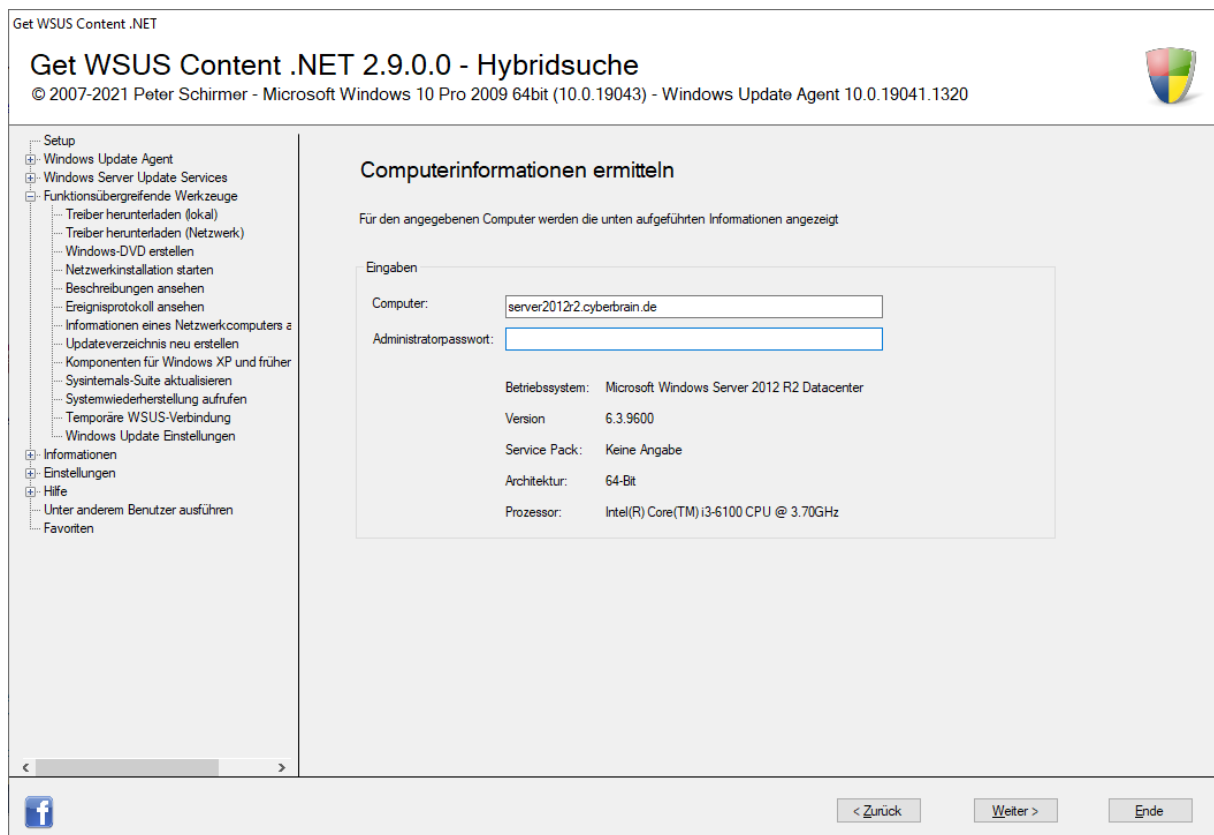 Get WSUS Content .NET
Get WSUS Content .NET 2.9.0.0 - Hybridsuche
© 2007-2021 Peter Schirmer - Microsoft Windows 10 Pro 2009 64bit (10.0.19043) - Windows Update Agent 10.0.19041.1320
Setup
Windows Update Agent
Windows Server Update Services
Funktionsübergreifende Werkzeuge
Treiber herunterladen (lokal)
Treiber herunterladen (Netzwerk)
Windows-DVD erstellen
Netzwerkinstallation starten
Beschreibungen ansehen
Ereignisprotokoll ansehen
Informationen eines Netzwerkcomputers a
Updateverzeichnis neu erstellen
Komponenten für Windows XP und früher
Sysinternals-Suite aktualisieren
Systemwiederherstellung aufrufen
Temporäre WSUS-Verbindung
Windows Update Einstellungen
Informationen
Einstellungen
Hilfe
Unter anderem Benutzer ausführen
Favoriten
Computerinformationen ermitteln
Für den angegebenen Computer werden die unten aufgeführten Informationen angezeigt
Eingaben
Computer: server2012r2.cyberbrain.de
Administratorpasswort:
Betriebssystem: Microsoft Windows Server 2012 R2 Datacenter
Version 6.3.9600
Service Pack: Keine Angabe
Architektur: 64-Bit
Prozessor: Intel(R) Core(TM) i3-6100 CPU @ 3.70GHz
< Zurück Weiter > Ende